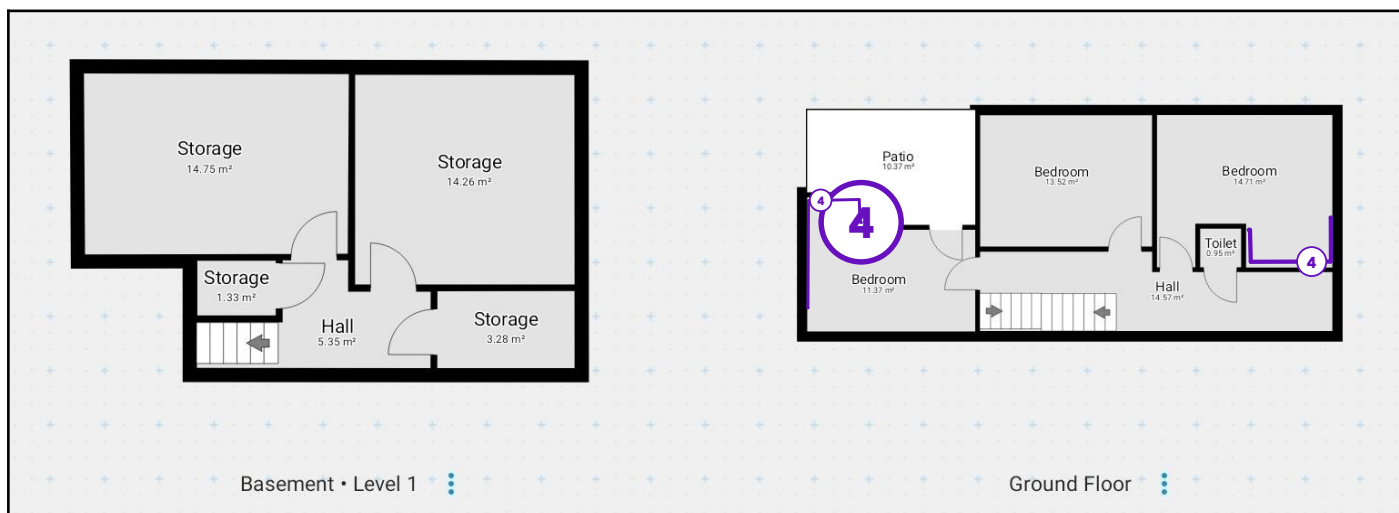 Storage
14.75 m²
Storage
14.26 m²
Storage
1.33 m²
Hall
5.35 m²
Storage
3.28 m²
Basement • Level 1
Patio
10.37 m²
Bedroom
13.52 m²
Bedroom
14.71 m²
4
4
Toilet
0.95 m²
4
Bedroom
11.37 m²
Hall
14.57 m²
Ground Floor